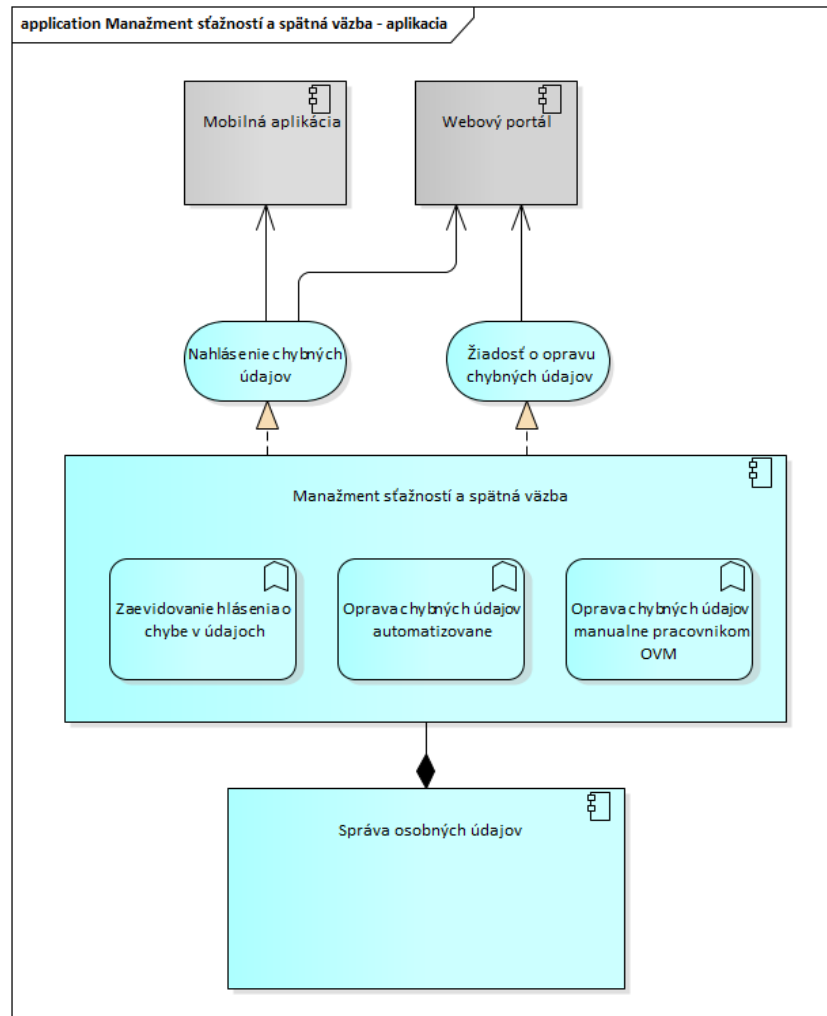 application Manažment sťažností a spätná väzba - aplikacia
Mobilná aplikácia
Webový portál
Nahlásenie chybných
údajov
Žiadosť o opravu
chybných údajov
Manažment sťažností a spätná väzba
Zaevidovanie hlásenia o
chybe v údajoch
Oprava chybných údajov
automatizovane
Oprava chybných údajov
manualne pracovnikom
OVM
Správa osobných údajov